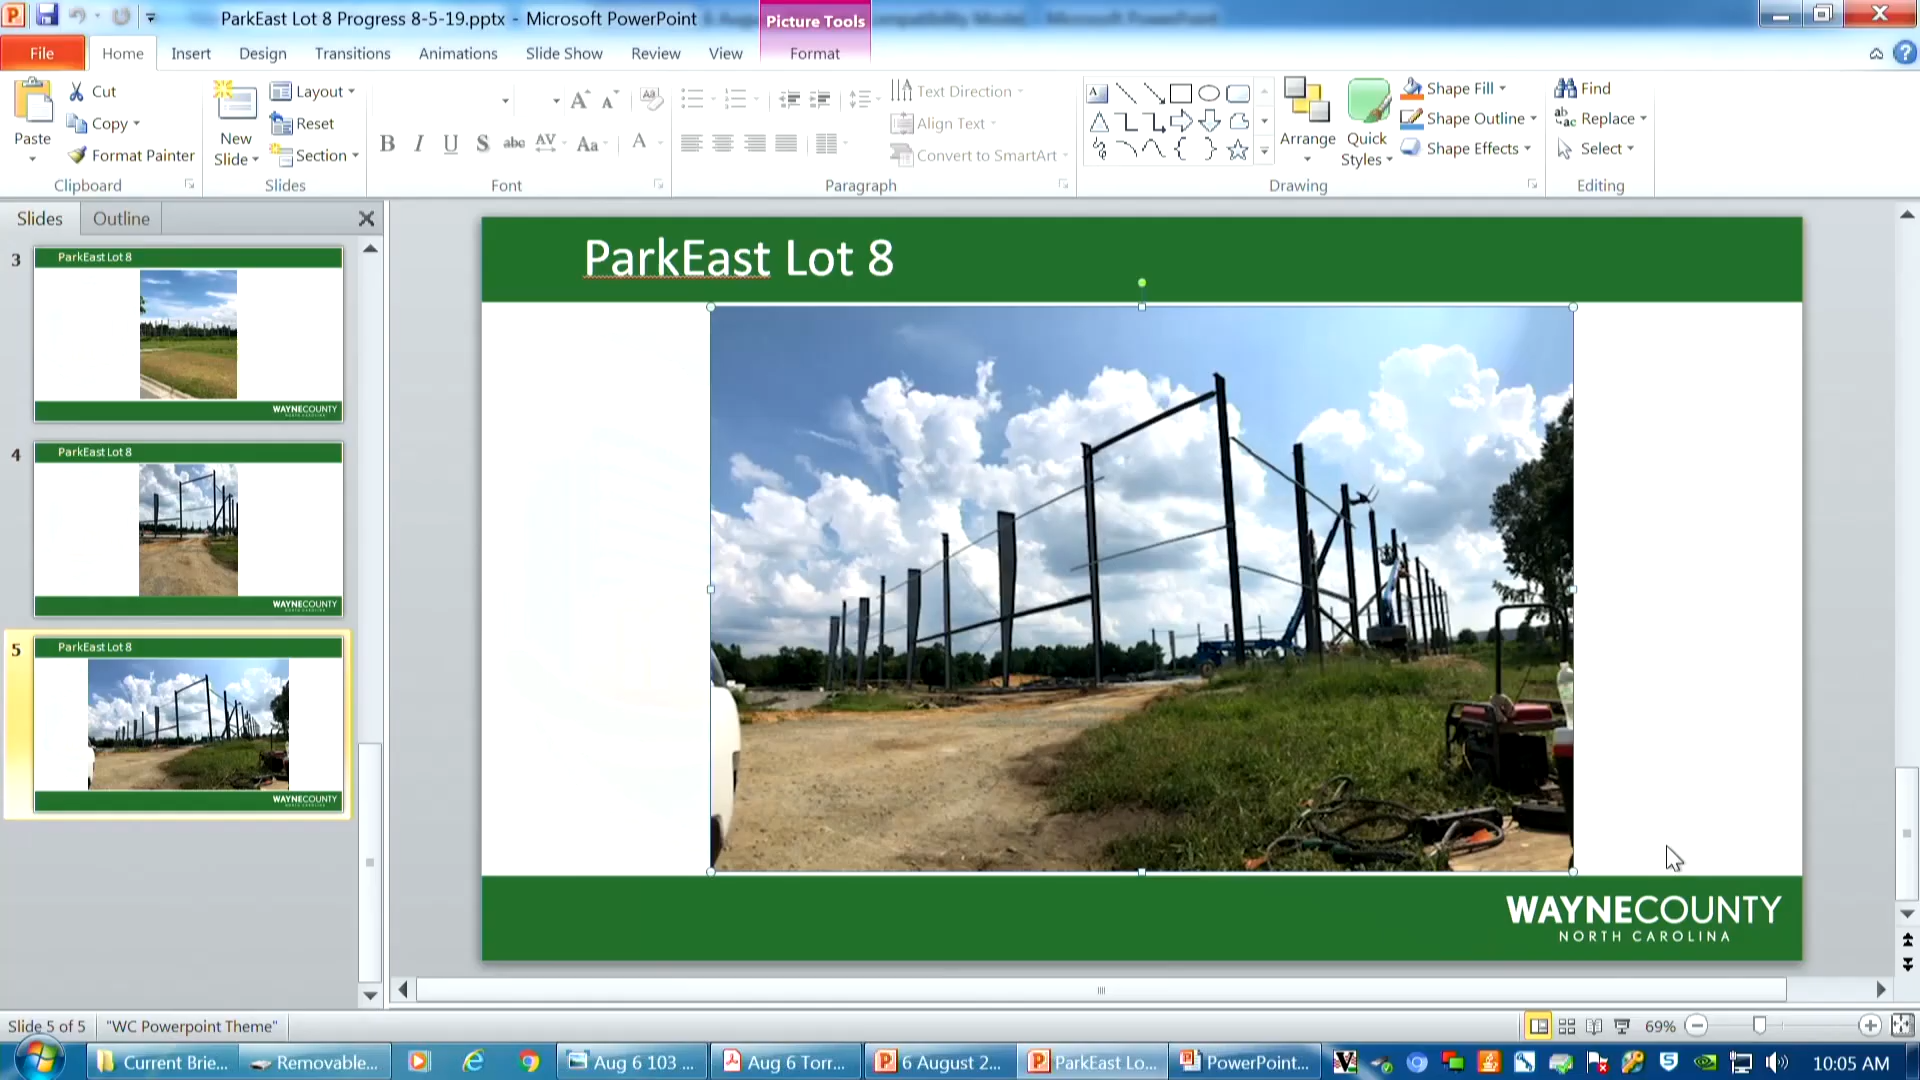 ParkEast Lot 8 Progress 8-5-19.pptx - Microsoft PowerPoint
Picture Tools
File Home Insert Design Transitions Animations Slide Show Review View Format
Paste
Cut
Copy
Format Painter
Clipboard
New Slide
Layout
Reset
Section
Slides
B I U S abc AV Aa A
Font
Text Direction
Align Text
Convert to SmartArt
Paragraph
Arrange
Quick Styles
Shape Fill
Shape Outline
Shape Effects
Drawing
Find
Replace
Select
Editing
Slides Outline
3
ParkEast Lot 8
WAYNECOUNTY
4
ParkEast Lot 8
WAYNECOUNTY
5
ParkEast Lot 8
WAYNECOUNTY
ParkEast Lot 8
WAYNECOUNTY
NORTH CAROLINA
Slide 5 of 5 "WC Powerpoint Theme" 69%
Current Brie... Removable... Aug 6 103 ... Aug 6 Torr... 6 August 2... ParkEast Lo... PowerPoint... 10:05 AM